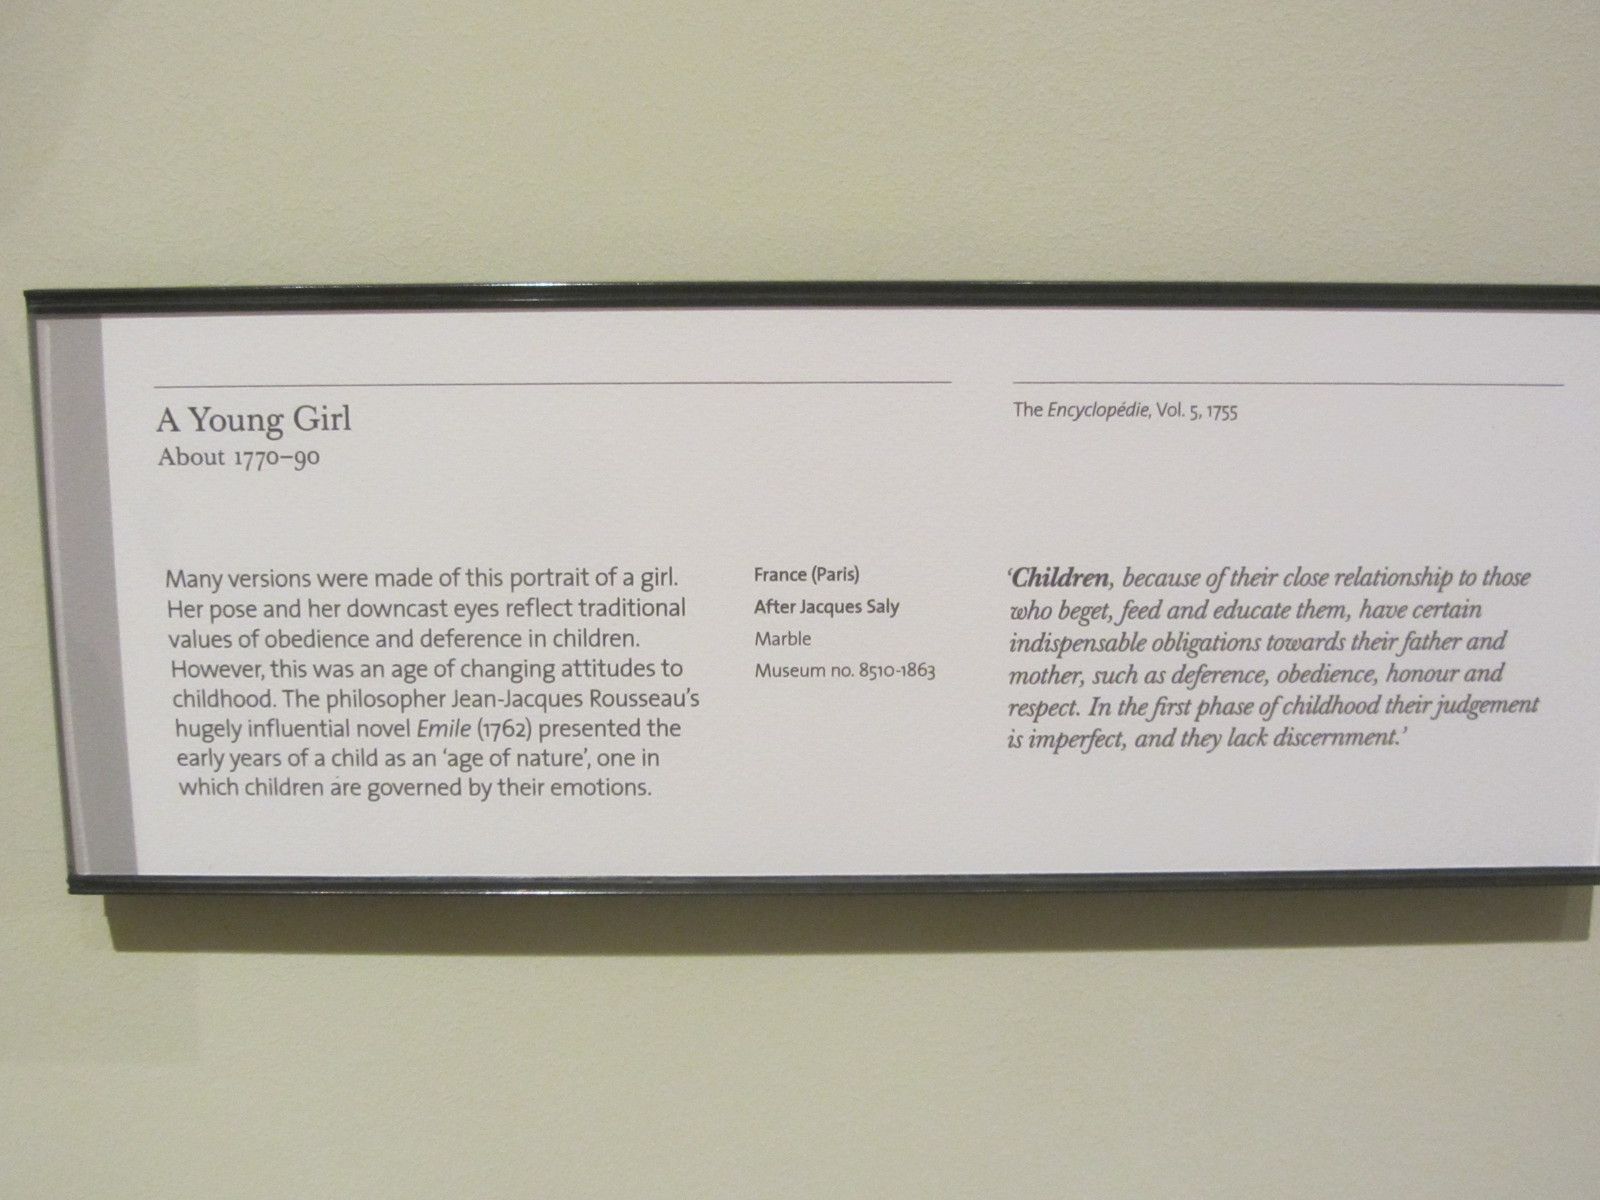 A Young Girl
About 1770–90
Many versions were made of this portrait of a girl.
Her pose and her downcast eyes reflect traditional
values of obedience and deference in children.
However, this was an age of changing attitudes to
childhood. The philosopher Jean-Jacques Rousseau's
hugely influential novel Emile (1762) presented the
early years of a child as an 'age of nature', one in
which children are governed by their emotions.
France (Paris)
After Jacques Saly
Marble
Museum no. 8510-1863
The Encyclopédie, Vol. 5, 1755
'Children, because of their close relationship to those
who beget, feed and educate them, have certain
indispensable obligations towards their father and
mother, such as deference, obedience, honour and
respect. In the first phase of childhood their judgement
is imperfect, and they lack discernment.'